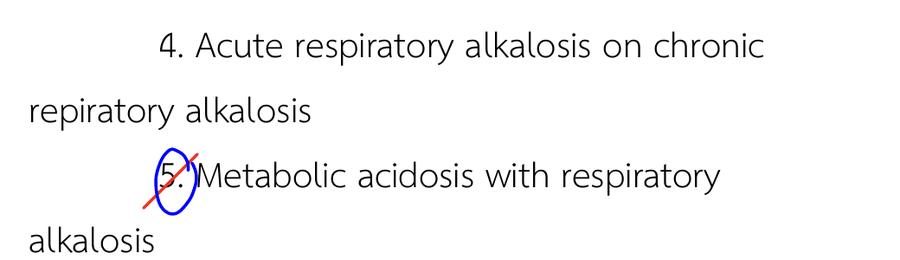 4. Acute respiratory alkalosis on chronic
repiratory alkalosis
5. Metabolic acidosis with respiratory
alkalosis